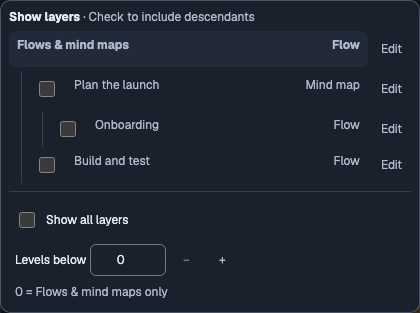 Show layers · Check to include descendants
Flows & mind maps Flow Edit
Plan the launch Mind map Edit
Onboarding Flow Edit
Build and test Flow Edit
Show all layers
Levels below 0 − +
0 = Flows & mind maps only